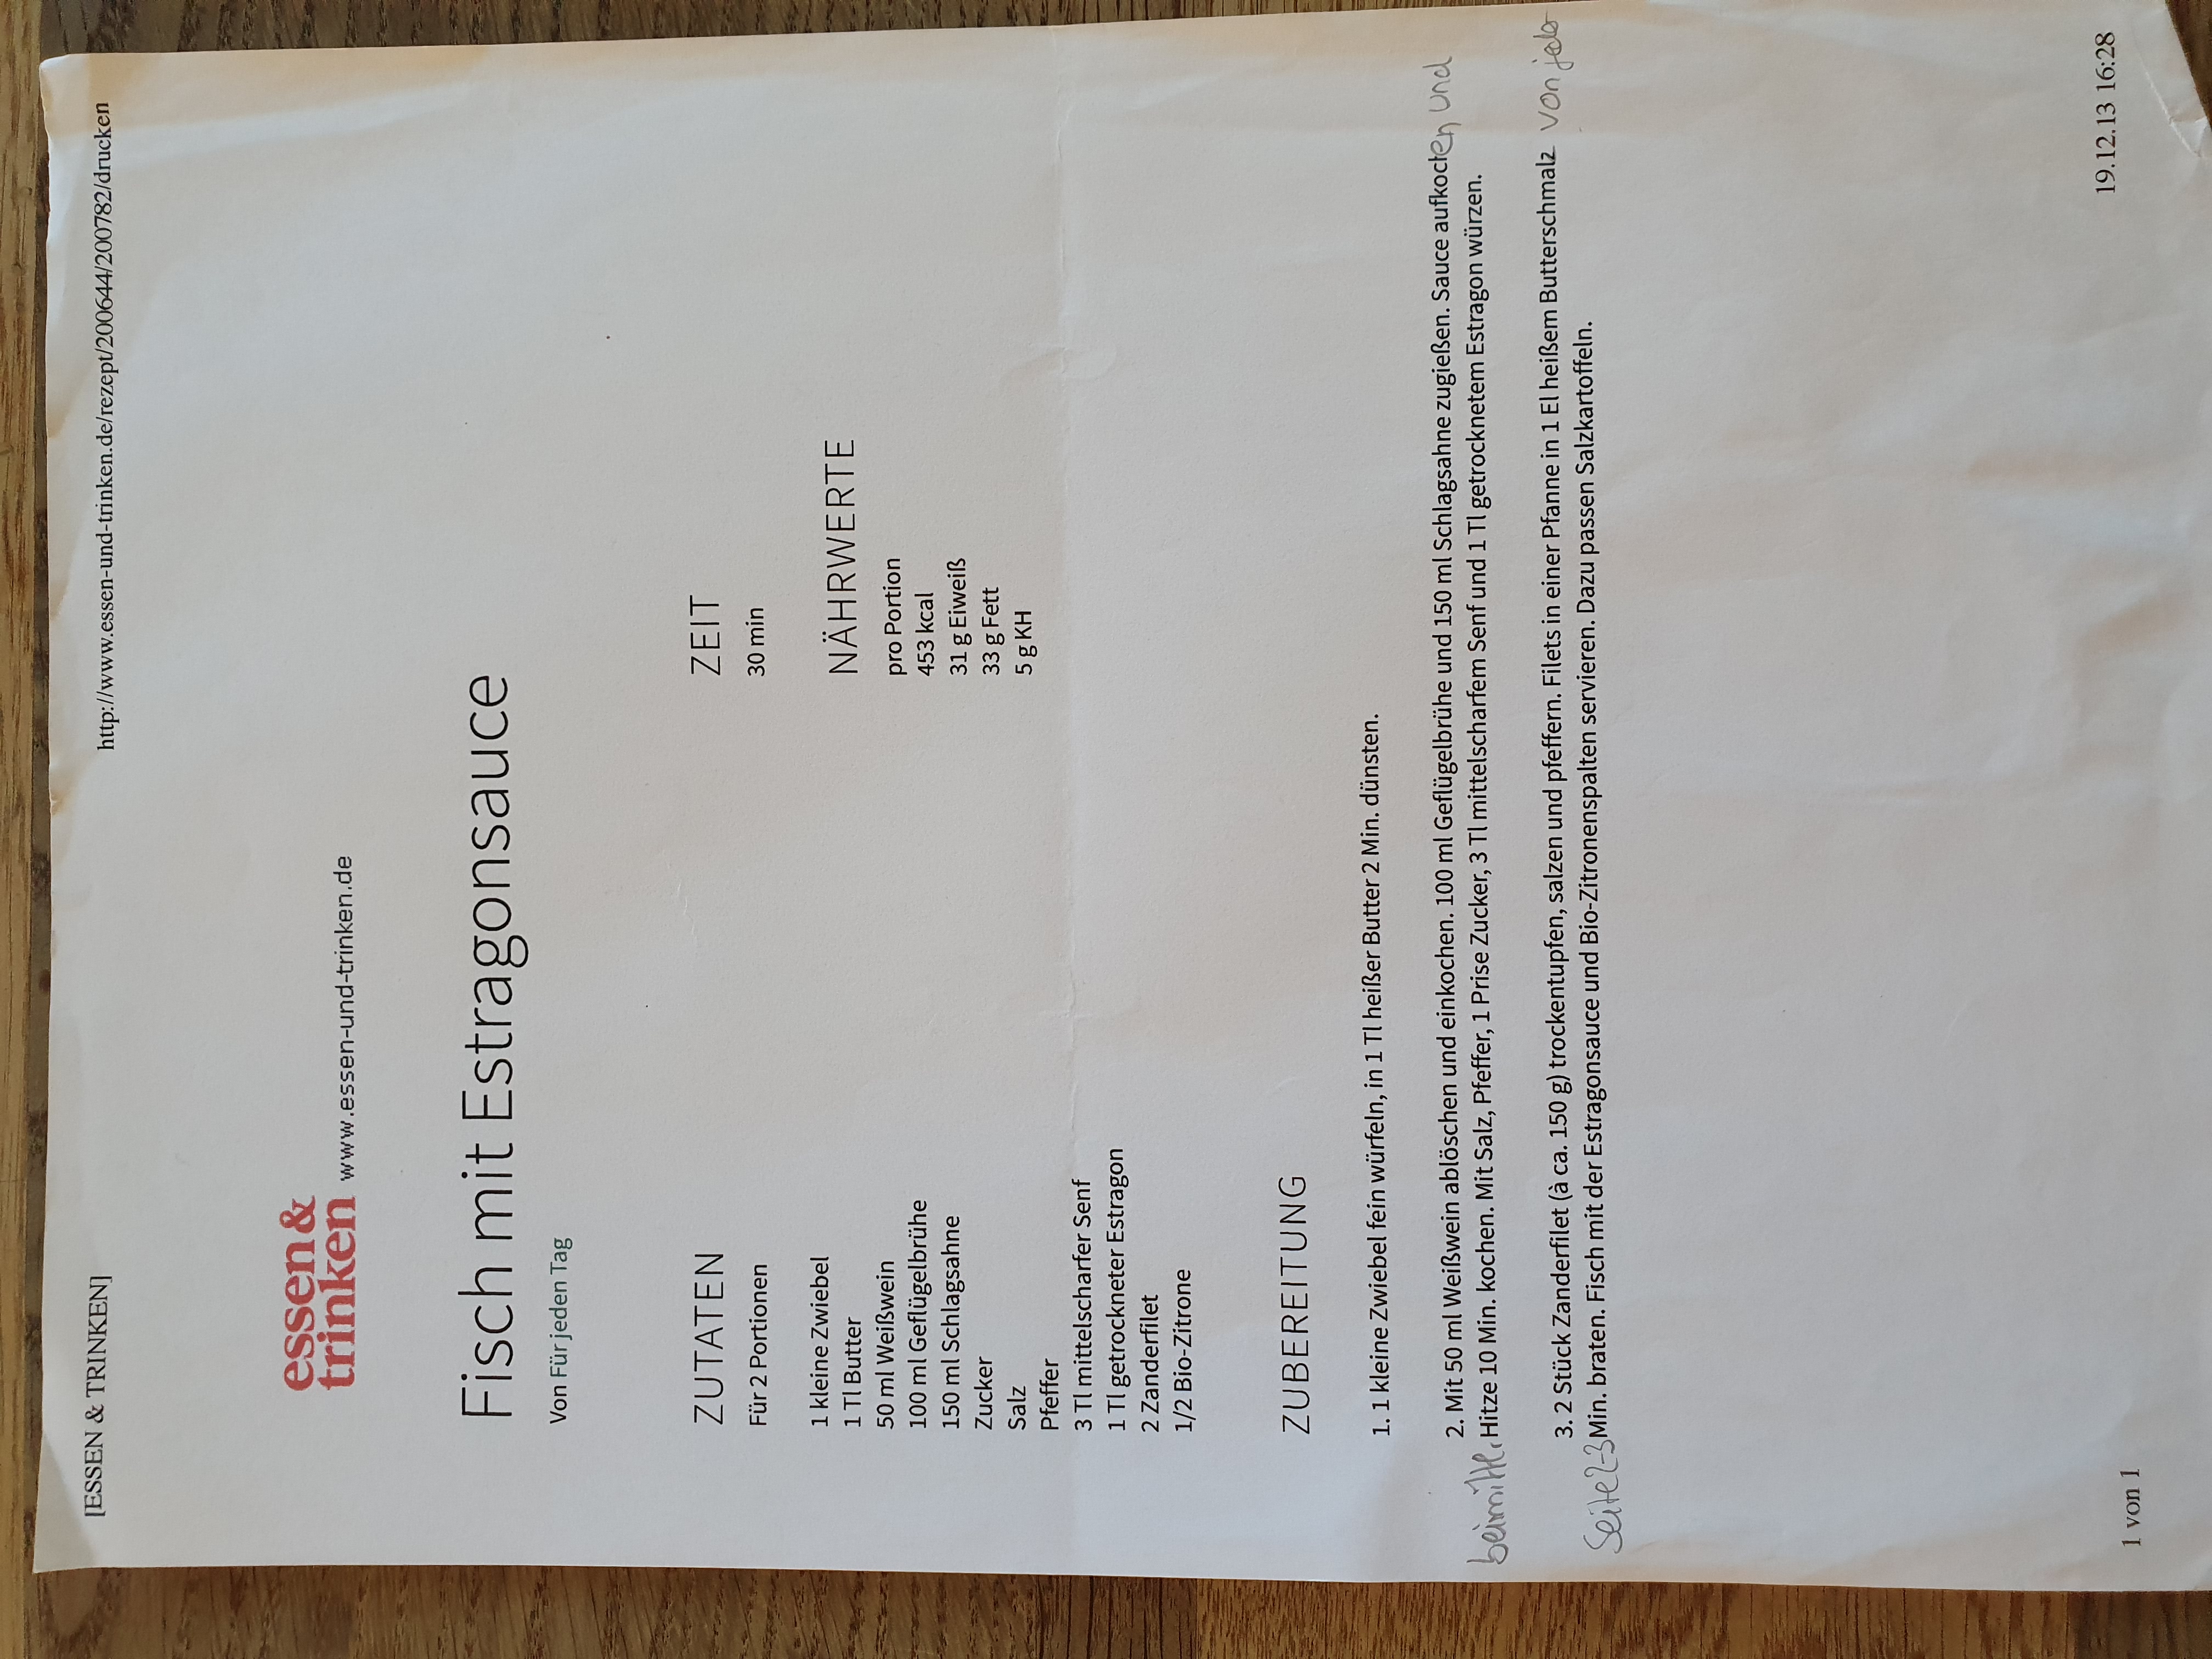 [ESSEN & TRINKEN]
http://www.essen-und-trinken.de/rezept/200644/200782/drucken
essen &
trinken www.essen-und-trinken.de
Fisch mit Estragonsauce
Von Für jeden Tag
ZUTATEN
Für 2 Portionen
1 kleine Zwiebel
1 Tl Butter
50 ml Weißwein
100 ml Geflügelbrühe
150 ml Schlagsahne
Zucker
Salz
Pfeffer
3 Tl mittelscharfer Senf
1 Tl getrockneter Estragon
2 Zanderfilet
1/2 Bio-Zitrone
ZEIT
30 min
NÄHRWERTE
pro Portion
453 kcal
31 g Eiweiß
33 g Fett
5 g KH
ZUBEREITUNG
1. 1 kleine Zwiebel fein würfeln, in 1 Tl heißer Butter 2 Min. dünsten.
2. Mit 50 ml Weißwein ablöschen und einkochen. 100 ml Geflügelbrühe und 150 ml Schlagsahne zugießen. Sauce aufkochen und
bei mittl. Hitze 10 Min. kochen. Mit Salz, Pfeffer, 1 Prise Zucker, 3 Tl mittelscharfem Senf und 1 Tl getrocknetem Estragon würzen.
3. 2 Stück Zanderfilet (à ca. 150 g) trockentupfen, salzen und pfeffern. Filets in einer Pfanne in 1 El heißem Butterschmalz von jeder
Seite 2-3 Min. braten. Fisch mit der Estragonsauce und Bio-Zitronenspalten servieren. Dazu passen Salzkartoffeln.
1 von 1
19.12.13 16:28